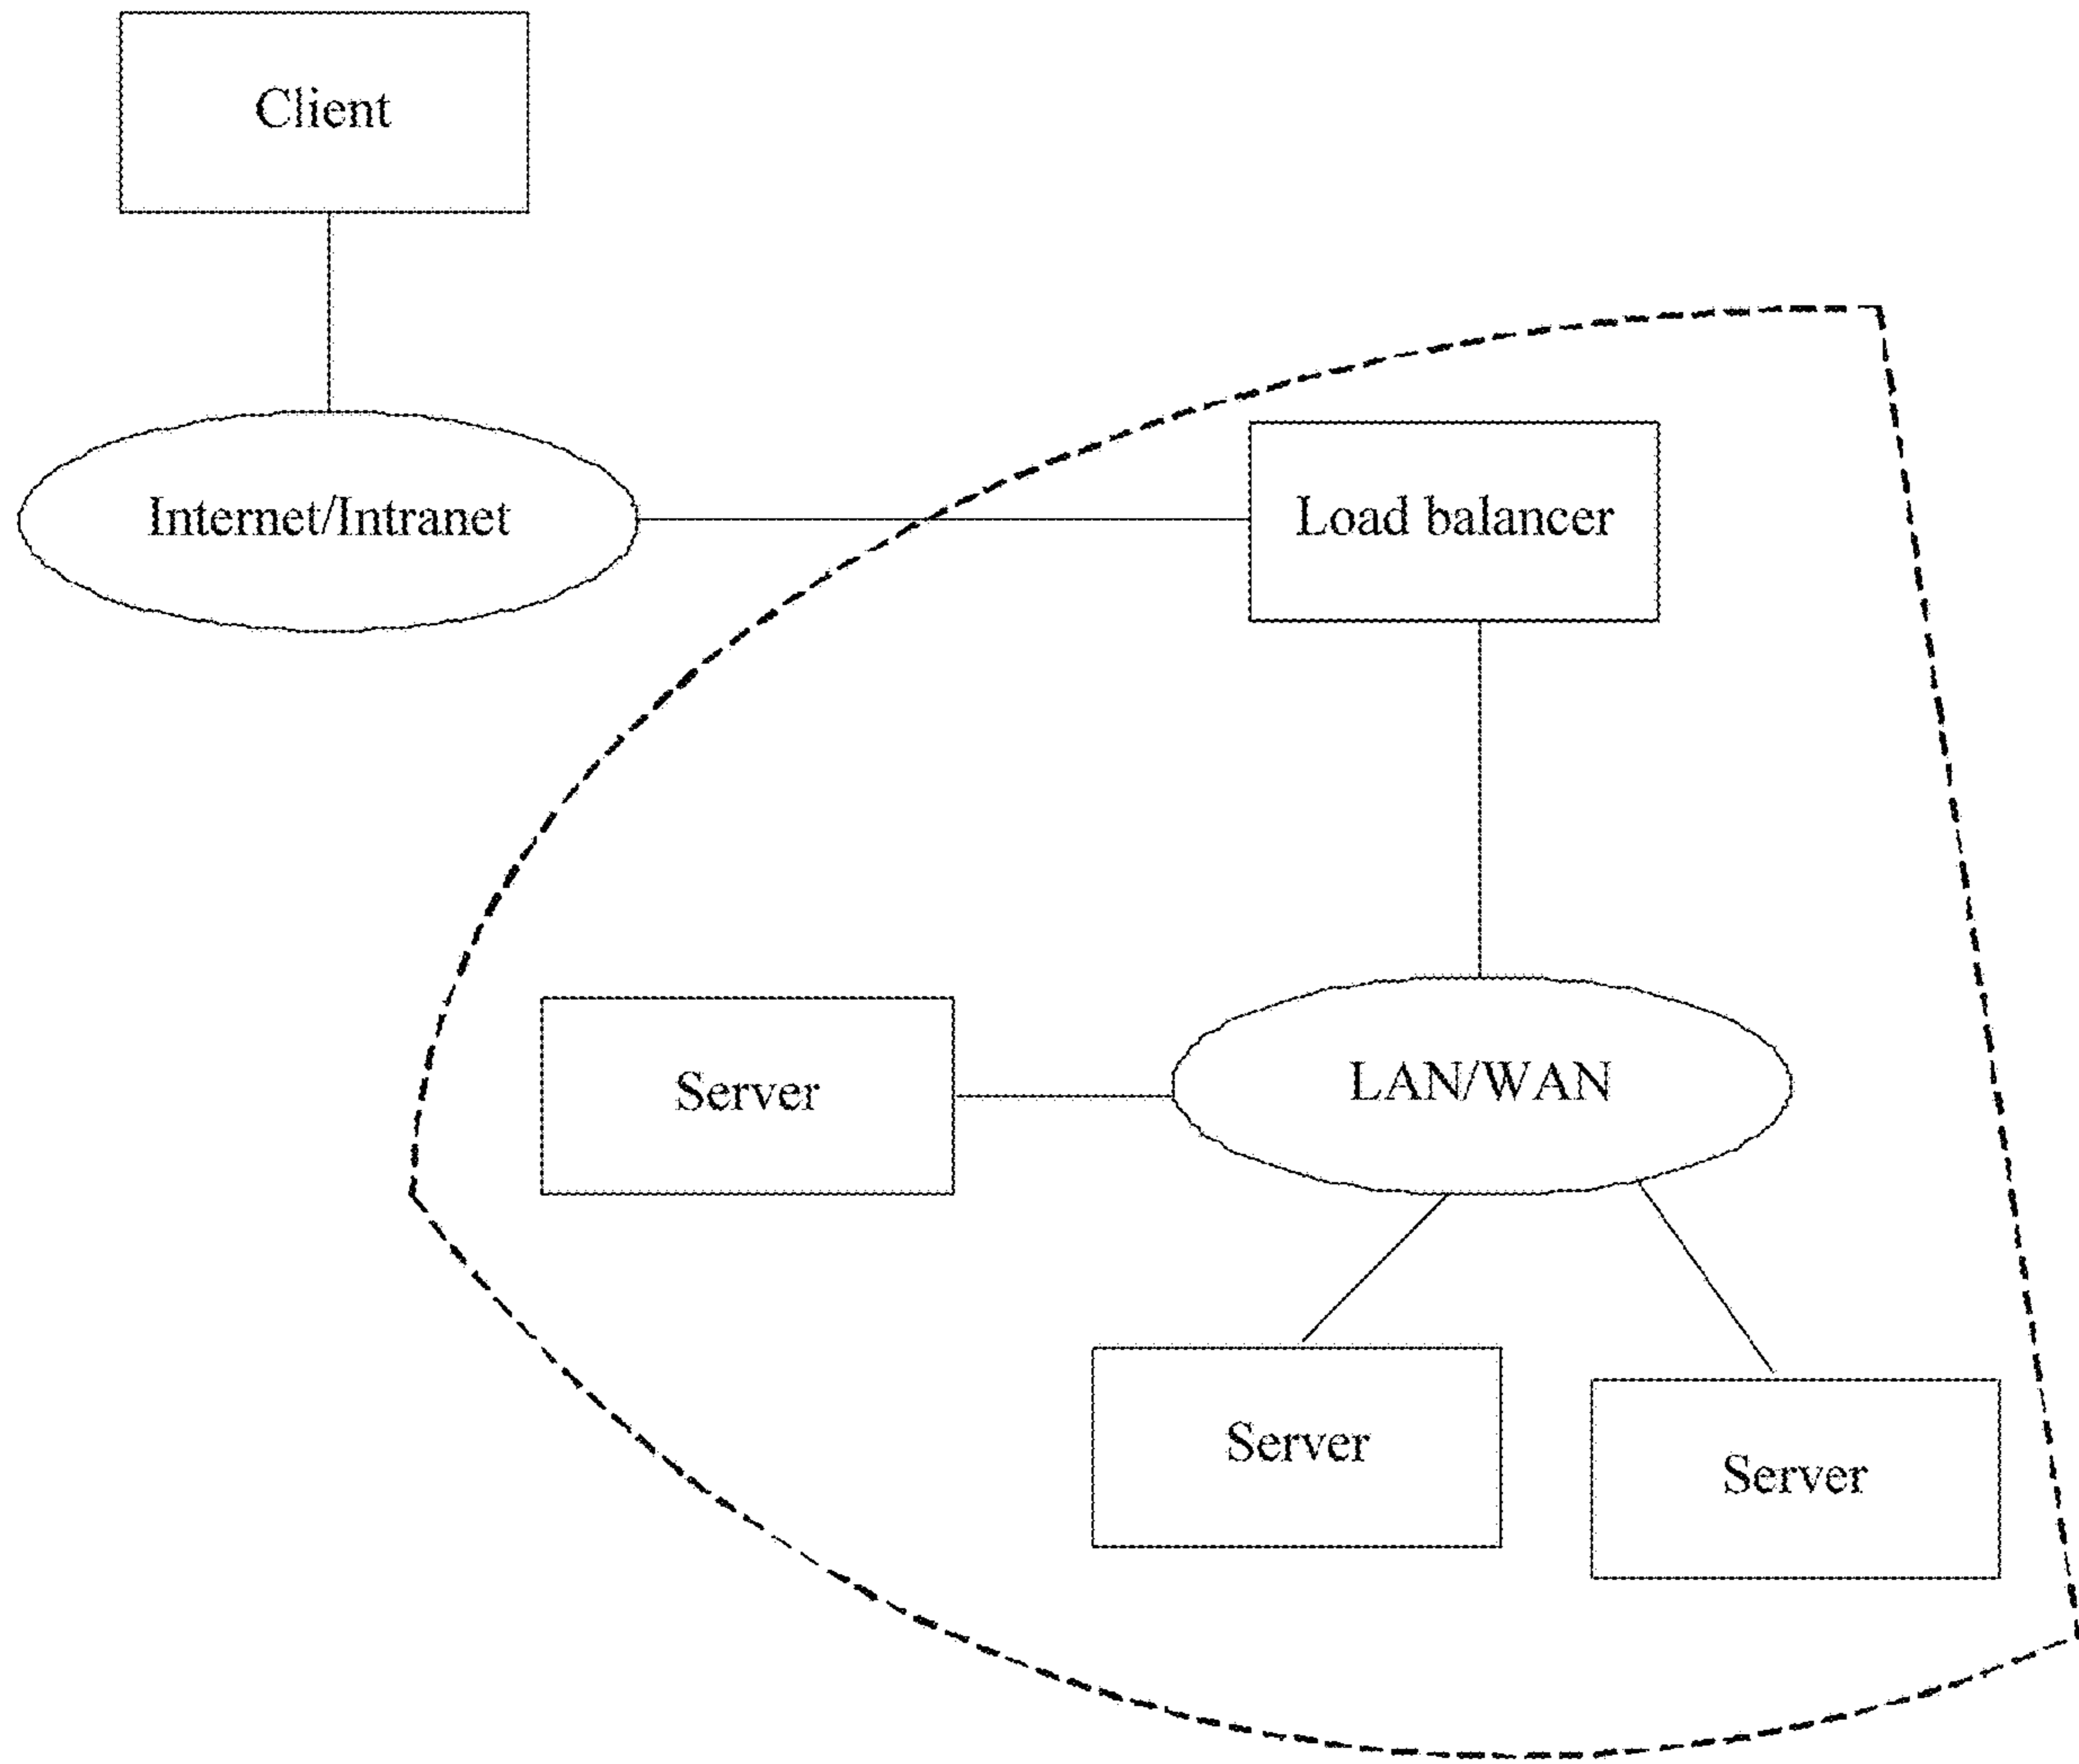 Client
Internet/Intranet
Load balancer
Server
LAN/WAN
Server
Server